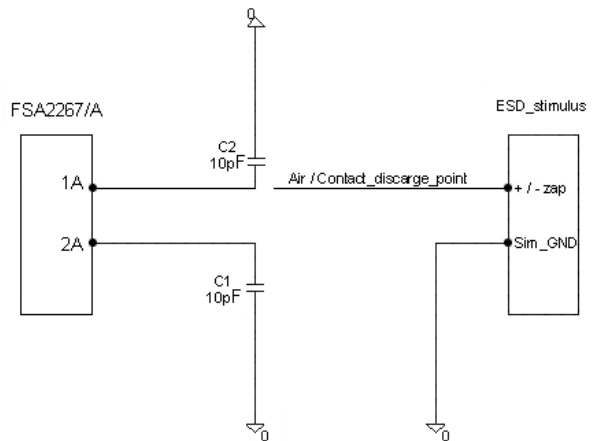 0
FSA2267/A
ESD_stimulus
C2
10pF
1A
Air / Contact_discarge_point
+ / - zap
2A
Sim_GND
C1
10pF
0
0